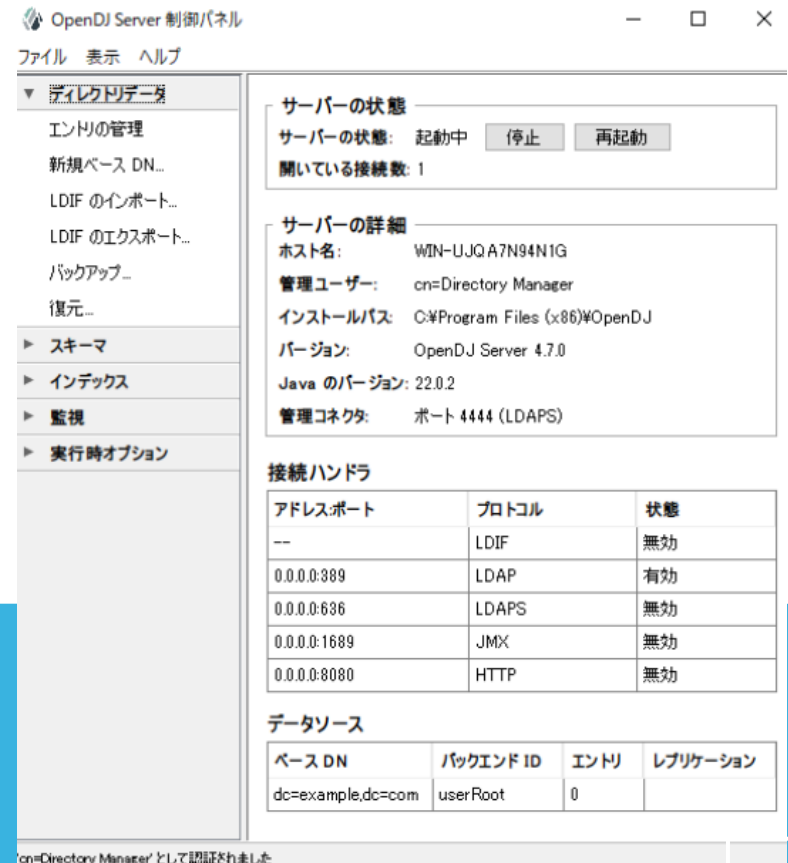 OpenDJ Server 制御パネル
ファイル 表示 ヘルプ
ディレクトリデータ
エントリの管理
新規ベース DN...
LDIF のインポート...
LDIF のエクスポート...
バックアップ...
復元...
スキーマ
インデックス
監視
実行時オプション
サーバーの状態
サーバーの状態: 起動中 停止 再起動
開いている接続数: 1
サーバーの詳細
ホスト名: WIN-UJQA7N94N1G
管理ユーザー: cn=Directory Manager
インストールパス: C:¥Program Files (x86)¥OpenDJ
バージョン: OpenDJ Server 4.7.0
Java のバージョン: 22.0.2
管理コネクタ: ポート 4444 (LDAPS)
接続ハンドラ
アドレス:ポート プロトコル 状態
-- LDIF 無効
0.0.0.0:389 LDAP 有効
0.0.0.0:636 LDAPS 無効
0.0.0.0:1689 JMX 無効
0.0.0.0:8080 HTTP 無効
データソース
ベース DN バックエンド ID エントリ レプリケーション
dc=example,dc=com userRoot 0
'cn=Directory Manager' として認証されました